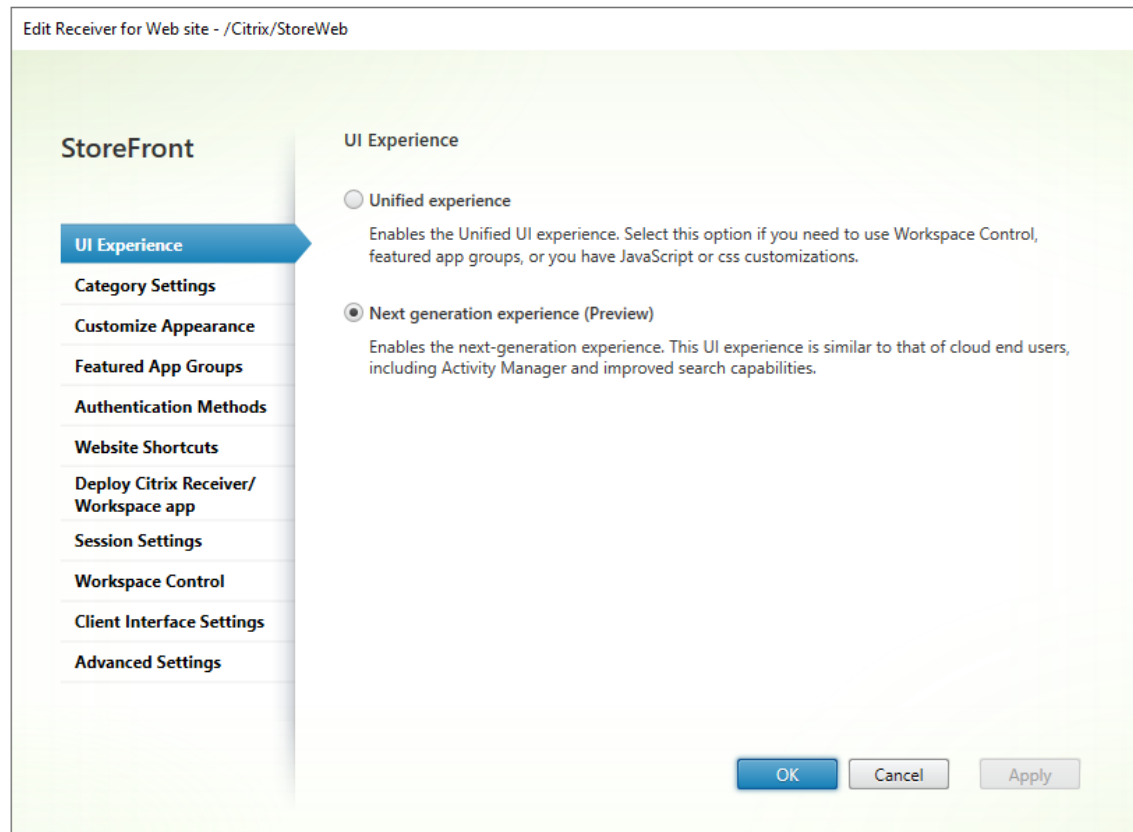 Edit Receiver for Web site - /Citrix/StoreWeb
StoreFront
UI Experience
Category Settings
Customize Appearance
Featured App Groups
Authentication Methods
Website Shortcuts
Deploy Citrix Receiver/
Workspace app
Session Settings
Workspace Control
Client Interface Settings
Advanced Settings
UI Experience
Unified experience
Enables the Unified UI experience. Select this option if you need to use Workspace Control,
featured app groups, or you have JavaScript or css customizations.
Next generation experience (Preview)
Enables the next-generation experience. This UI experience is similar to that of cloud end users,
including Activity Manager and improved search capabilities.
OK
Cancel
Apply